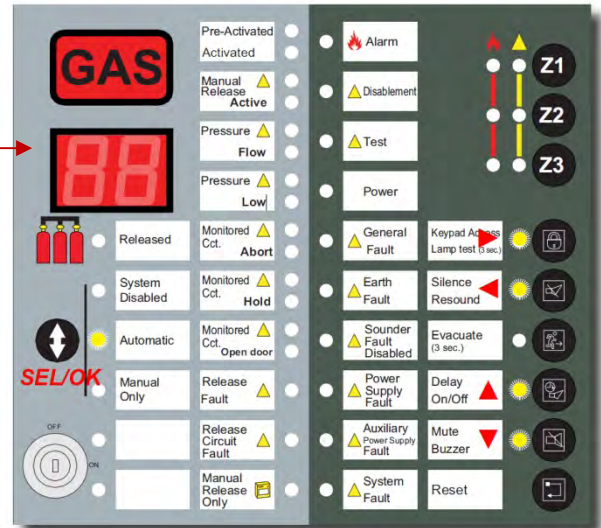 GAS
88
Released
System
Disabled
Automatic
Manual
Only
SEL/OK
OFF
ON
Pre-Activated
Activated
Manual
Release
Active
Pressure
Flow
Pressure
Low
Monitored
Cct.
Abort
Monitored
Cct.
Hold
Monitored
Cct.
Open door
Release
Fault
Release
Circuit
Fault
Manual
Release
Only
Alarm
Disablement
Test
Power
General
Fault
Earth
Fault
Sounder
Fault
Disabled
Power
Supply
Fault
Auxiliary
Power Supply
Fault
System
Fault
Z1
Z2
Z3
Keypad Access
Lamp test (3 sec.)
Silence
Resound
Evacuate
(3 sec.)
Delay
On/Off
Mute
Buzzer
Reset